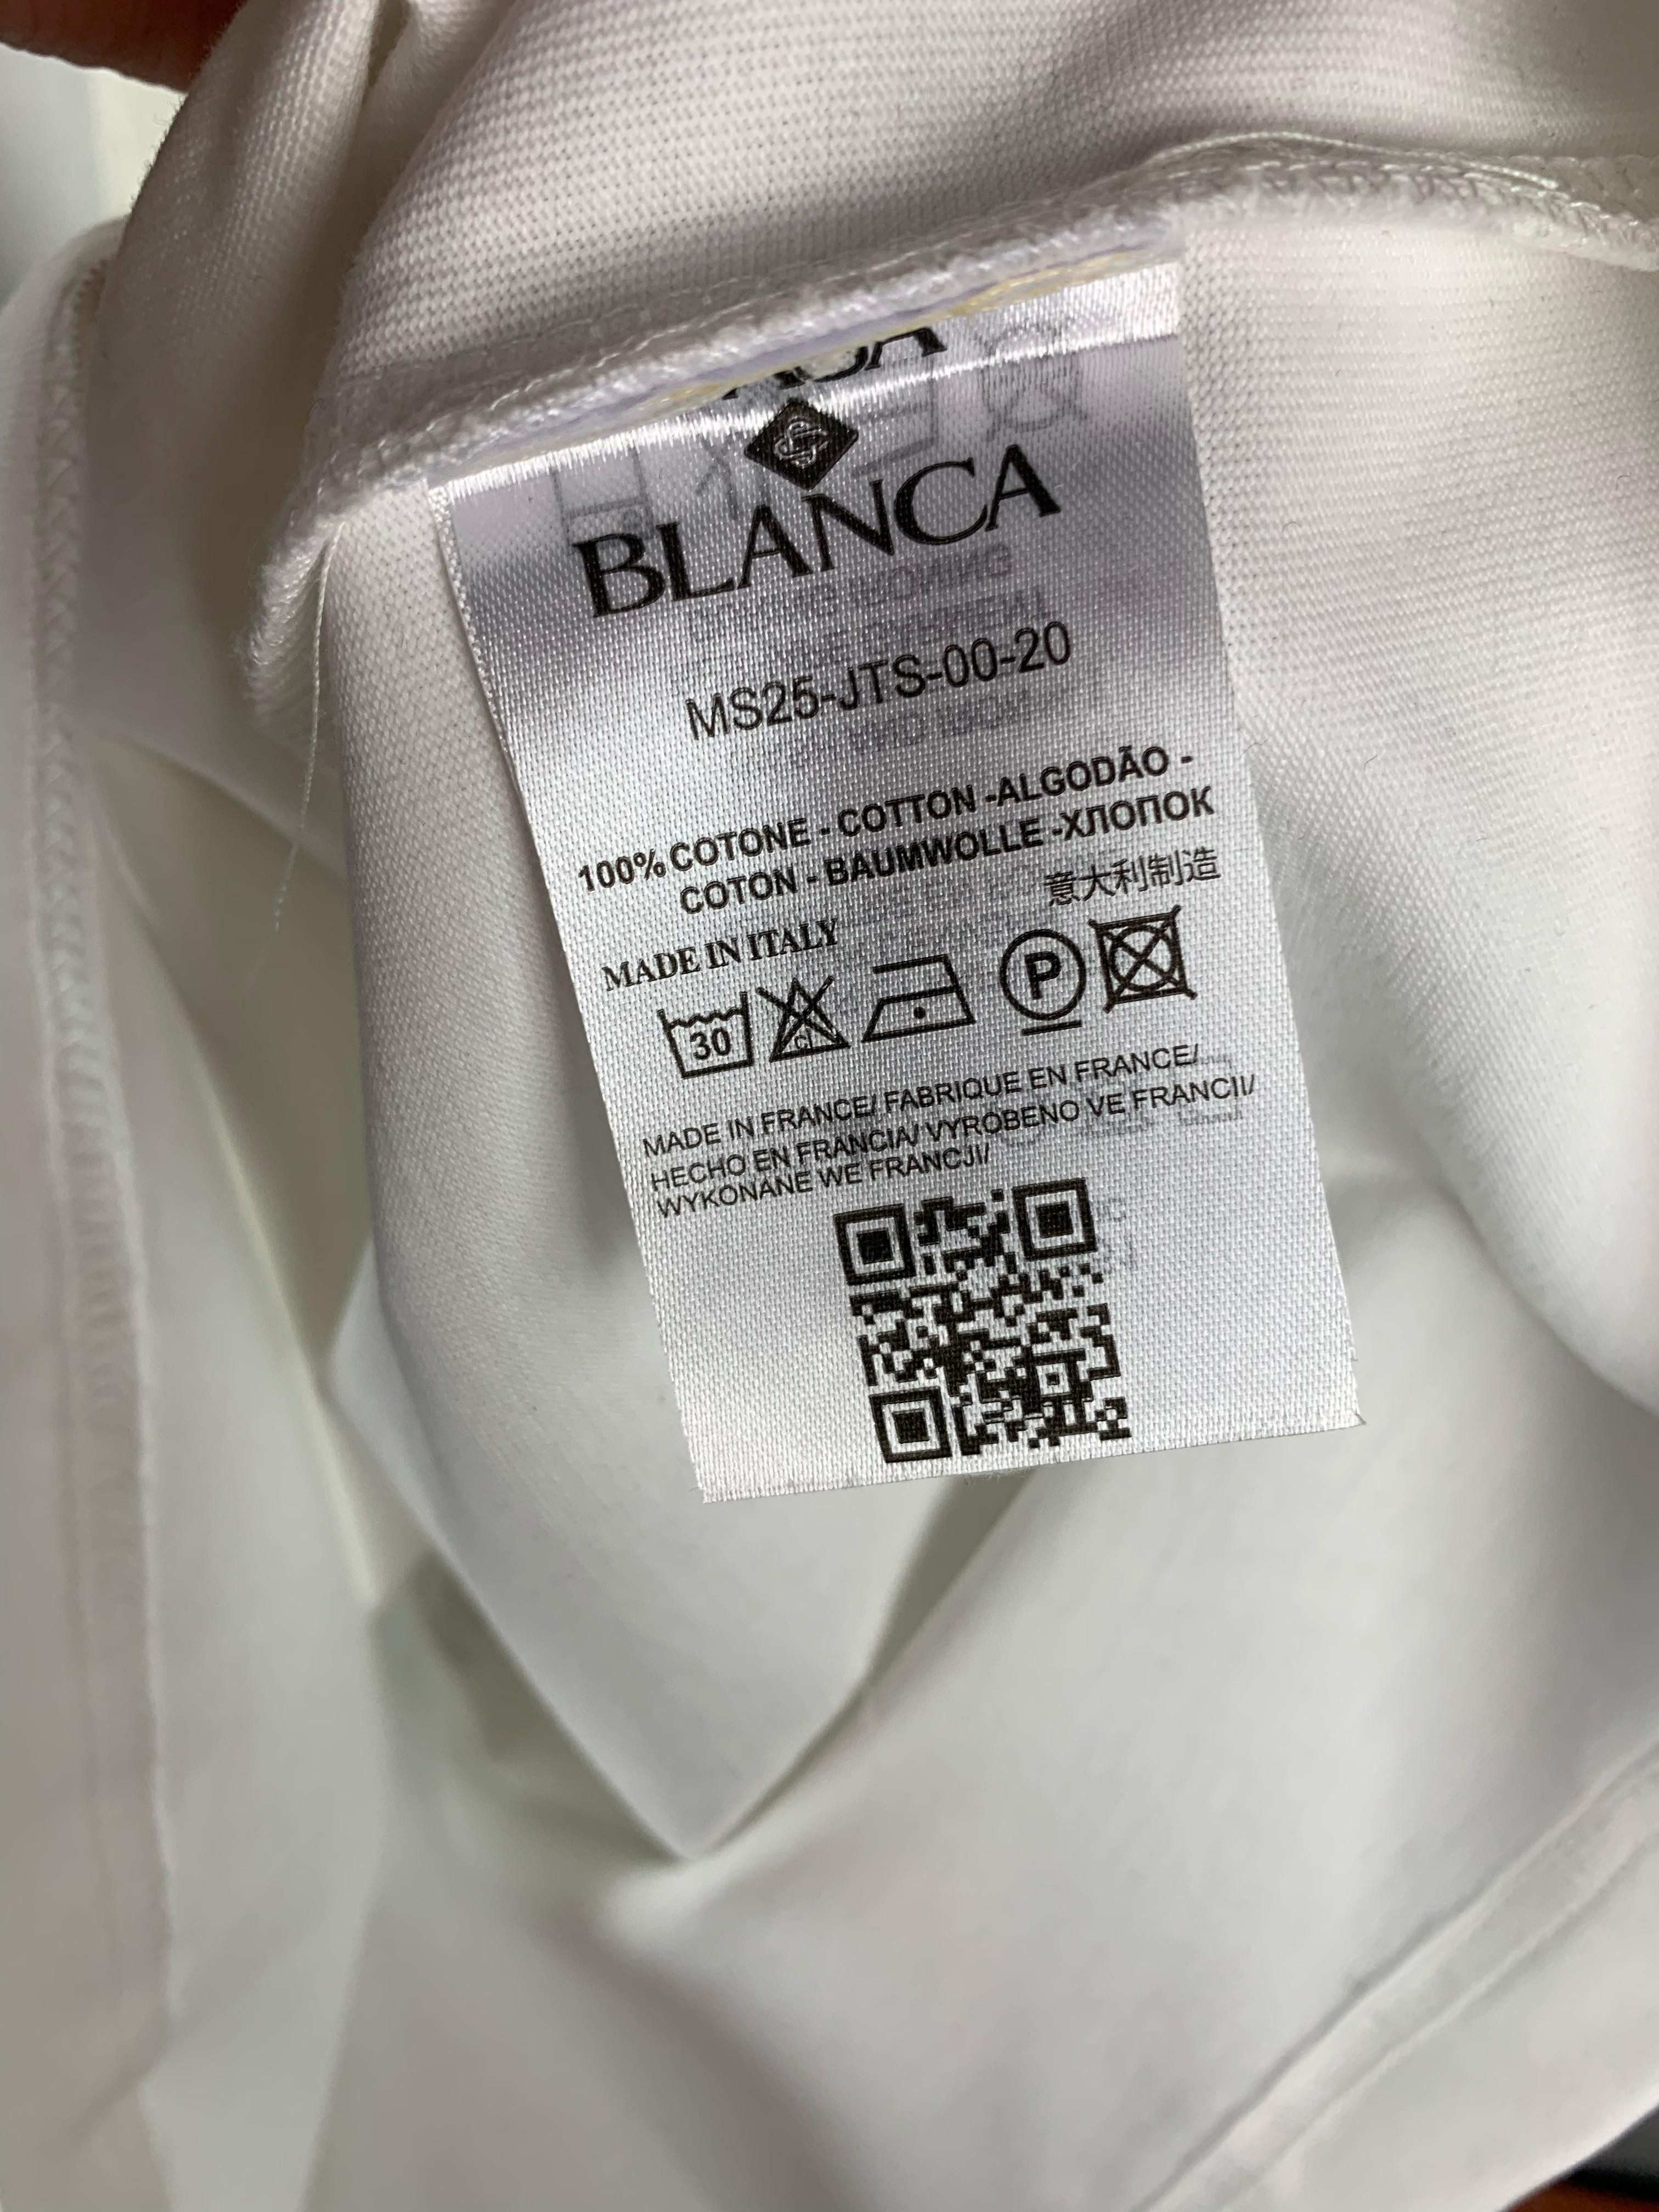 BLANCA
MS25-JTS-00-20
100% COTONE - COTTON -ALGODÃO -
COTON - BAUMWOLLE -ХЛОПОК
意大利制造
MADE IN ITALY
30 cl P
MADE IN FRANCE/ FABRIQUE EN FRANCE/
HECHO EN FRANCIA/ VYROBENO VE FRANCII/
WYKONANE WE FRANCJI/